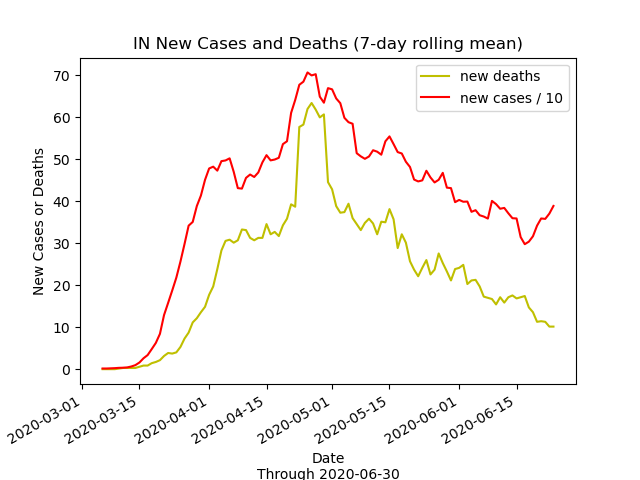 IN New Cases and Deaths (7-day rolling mean)
new deaths
new cases / 10
New Cases or Deaths
70
60
50
40
30
20
10
0
2020-03-01
2020-03-15
2020-04-01
2020-04-15
2020-05-01
2020-05-15
2020-06-01
2020-06-15
Date
Through 2020-06-30